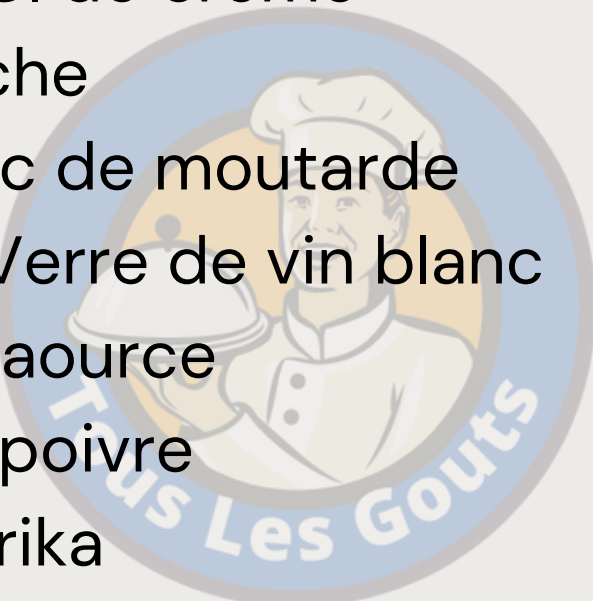 che
c de moutarde
Verre de vin blanc
aource
poivre
rika
Tous Les Gouts